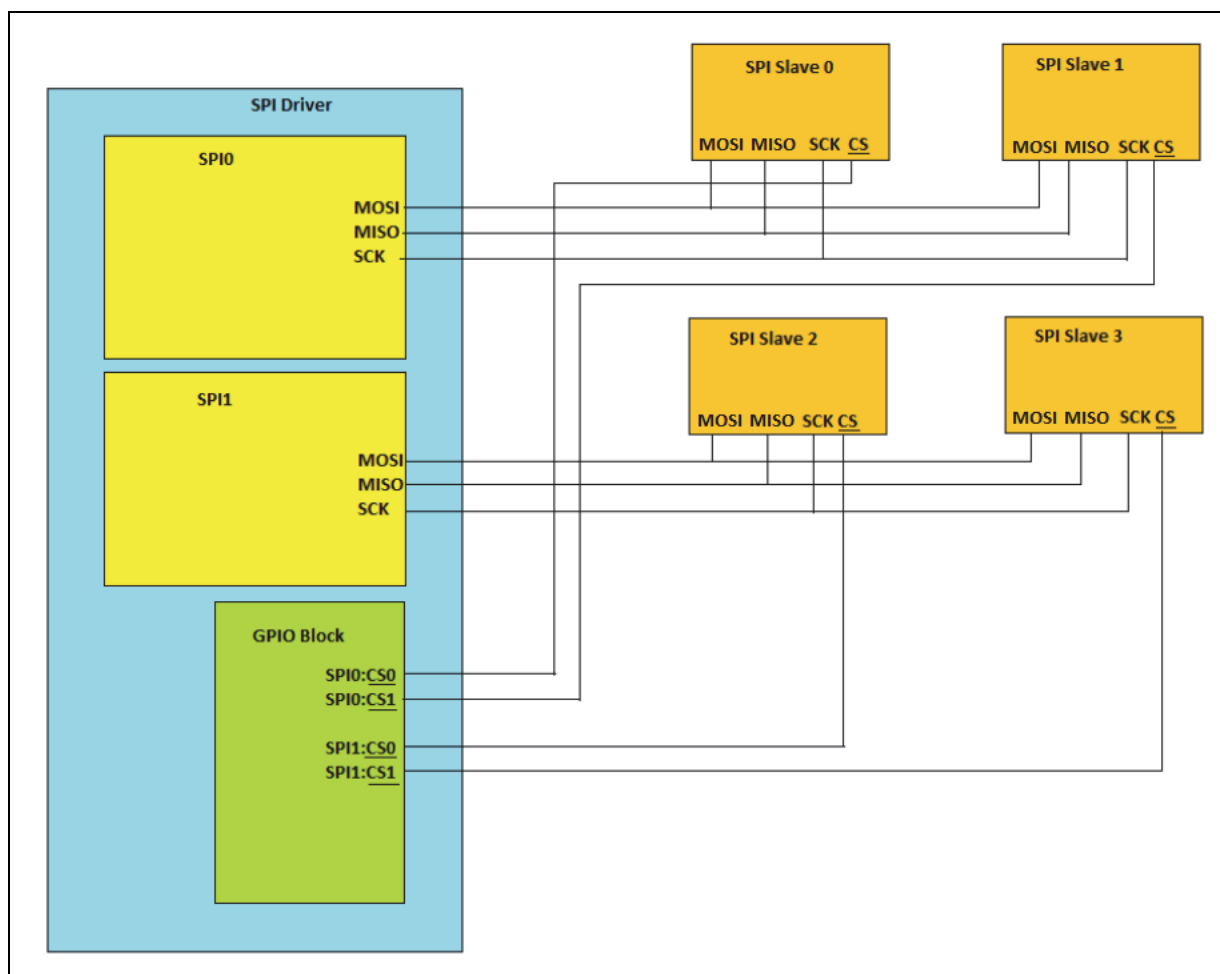 SPI Driver
SPI0
MOSI
MISO
SCK
SPI1
MOSI
MISO
SCK
GPIO Block
SPI0:CS0
SPI0:CS1
SPI1:CS0
SPI1:CS1
SPI Slave 0
MOSI MISO SCK CS
SPI Slave 1
MOSI MISO SCK CS
SPI Slave 2
MOSI MISO SCK CS
SPI Slave 3
MOSI MISO SCK CS